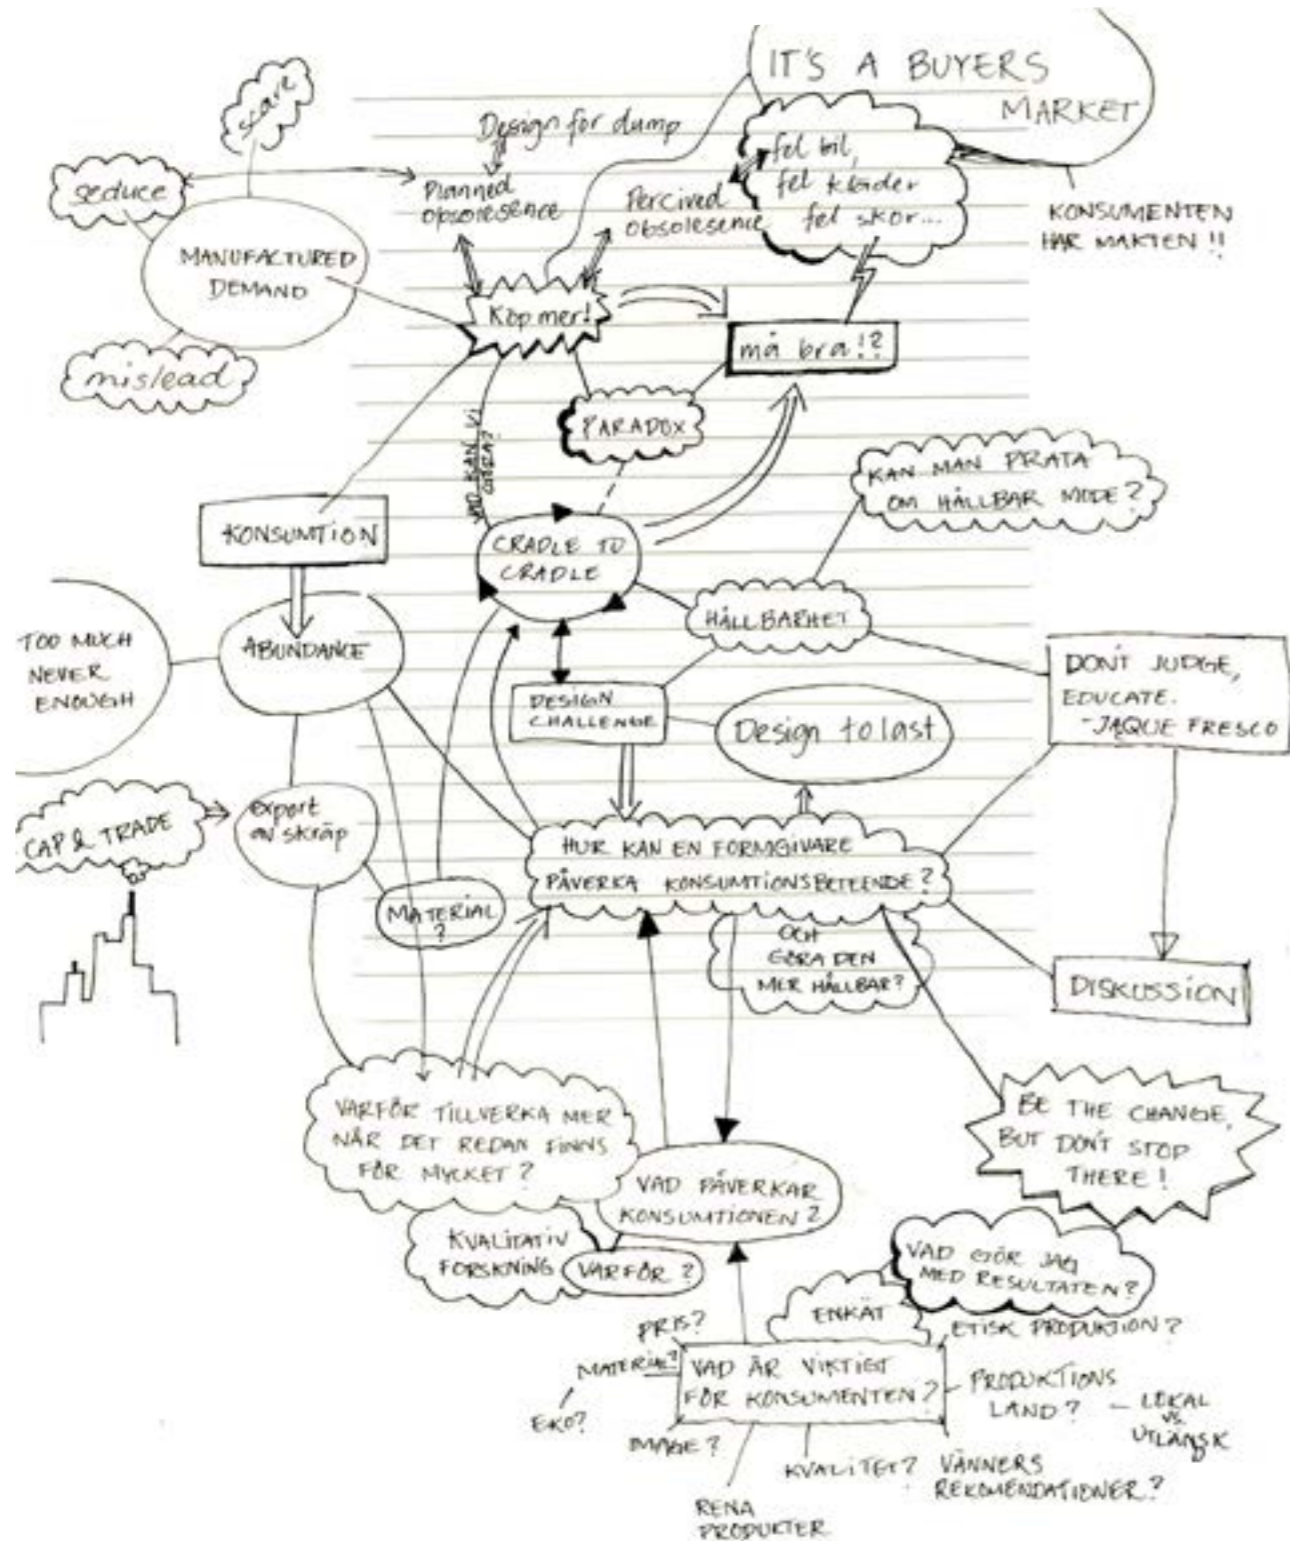 IT'S A BUYERS
MARKET
scare
Design for dump
fel bil,
fel kläder
fel skor...
seduce
Planned
obpsolesence
Percived
obsolesence
KONSUMENTEN
HAR MAKTEN !!
MANUFACTURED
DEMAND
Köp mer!
må bra!?
mislead
PARADOX
VAD KAN VI
GÖRA?
KAN MAN PRATA
OM HÅLLBAR MODE?
KONSUMTION
CRADLE TO
CRADLE
HÅLLBARHET
TOO MUCH
NEVER
ENOUGH
ABUNDANCE
DON'T JUDGE,
EDUCATE.
-JAQUE FRESCO
DESIGN
CHALLENGE
Design to last
CAP & TRADE
export
av skräp
HUR KAN EN FORMGIVARE
PÅVERKA KONSUMTIONSBETEENDE?
MATERIAL
?
OCH
GÖRA DEN
MER HÅLLBAR?
DISKUSSION
VARFÖR TILLVERKA MER
NÄR DET REDAN FINNS
FÖR MYCKET?
BE THE CHANGE,
BUT DON'T STOP
THERE!
VAD PÅVERKAR
KONSUMTIONEN?
KVALITATIV
FORSKNING
VARFÖR?
VAD GÖR JAG
MED RESULTATEN?
ENKÄT
PRIS?
ETISK PRODUKTION?
MATERIAL?
VAD ÄR VIKTIGT
FÖR KONSUMENTEN?
PRODUKTIONS
LAND?
LOKAL
vs.
UTLÄNSK
EKO?
IMAGE?
KVALITET?
VÄNNERS
REKOMENDATIONER?
RENA
PRODUKTER